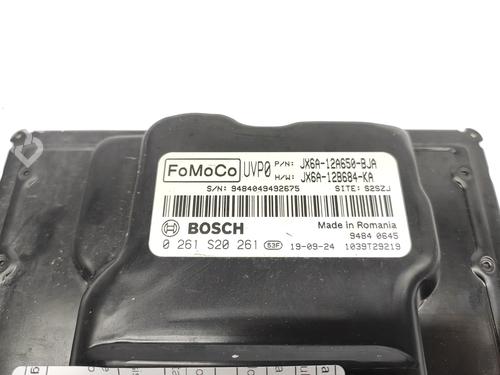 FoMoCo UVP0 P/N: JX6A-12A650-BJA
H/W: JX6A-12B684-KA
S/N: 9484049492675 SITE: S2SZJ
BOSCH Made in Romania
9484 0645
0 261 S20 261 53F 19-09-24 1039T29219